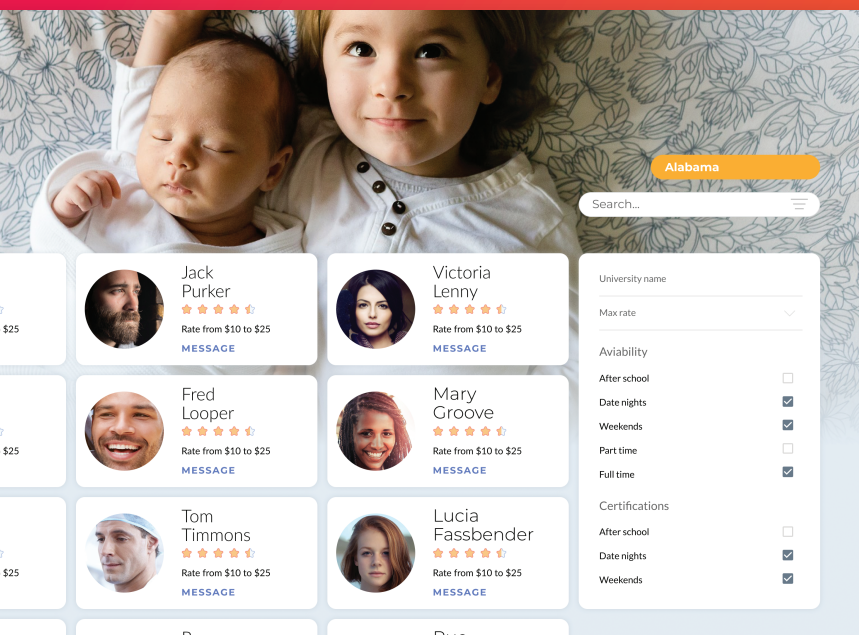 Alabama
Search...
Jack
Purker
Rate from $10 to $25
MESSAGE
Victoria
Lenny
Rate from $10 to $25
MESSAGE
$25
Fred
Looper
Rate from $10 to $25
MESSAGE
Mary
Groove
Rate from $10 to $25
MESSAGE
$25
Tom
Timmons
Rate from $10 to $25
MESSAGE
Lucia
Fassbender
Rate from $10 to $25
MESSAGE
$25
University name
Max rate
Aviability
After school
Date nights
Weekends
Part time
Full time
Certifications
After school
Date nights
Weekends